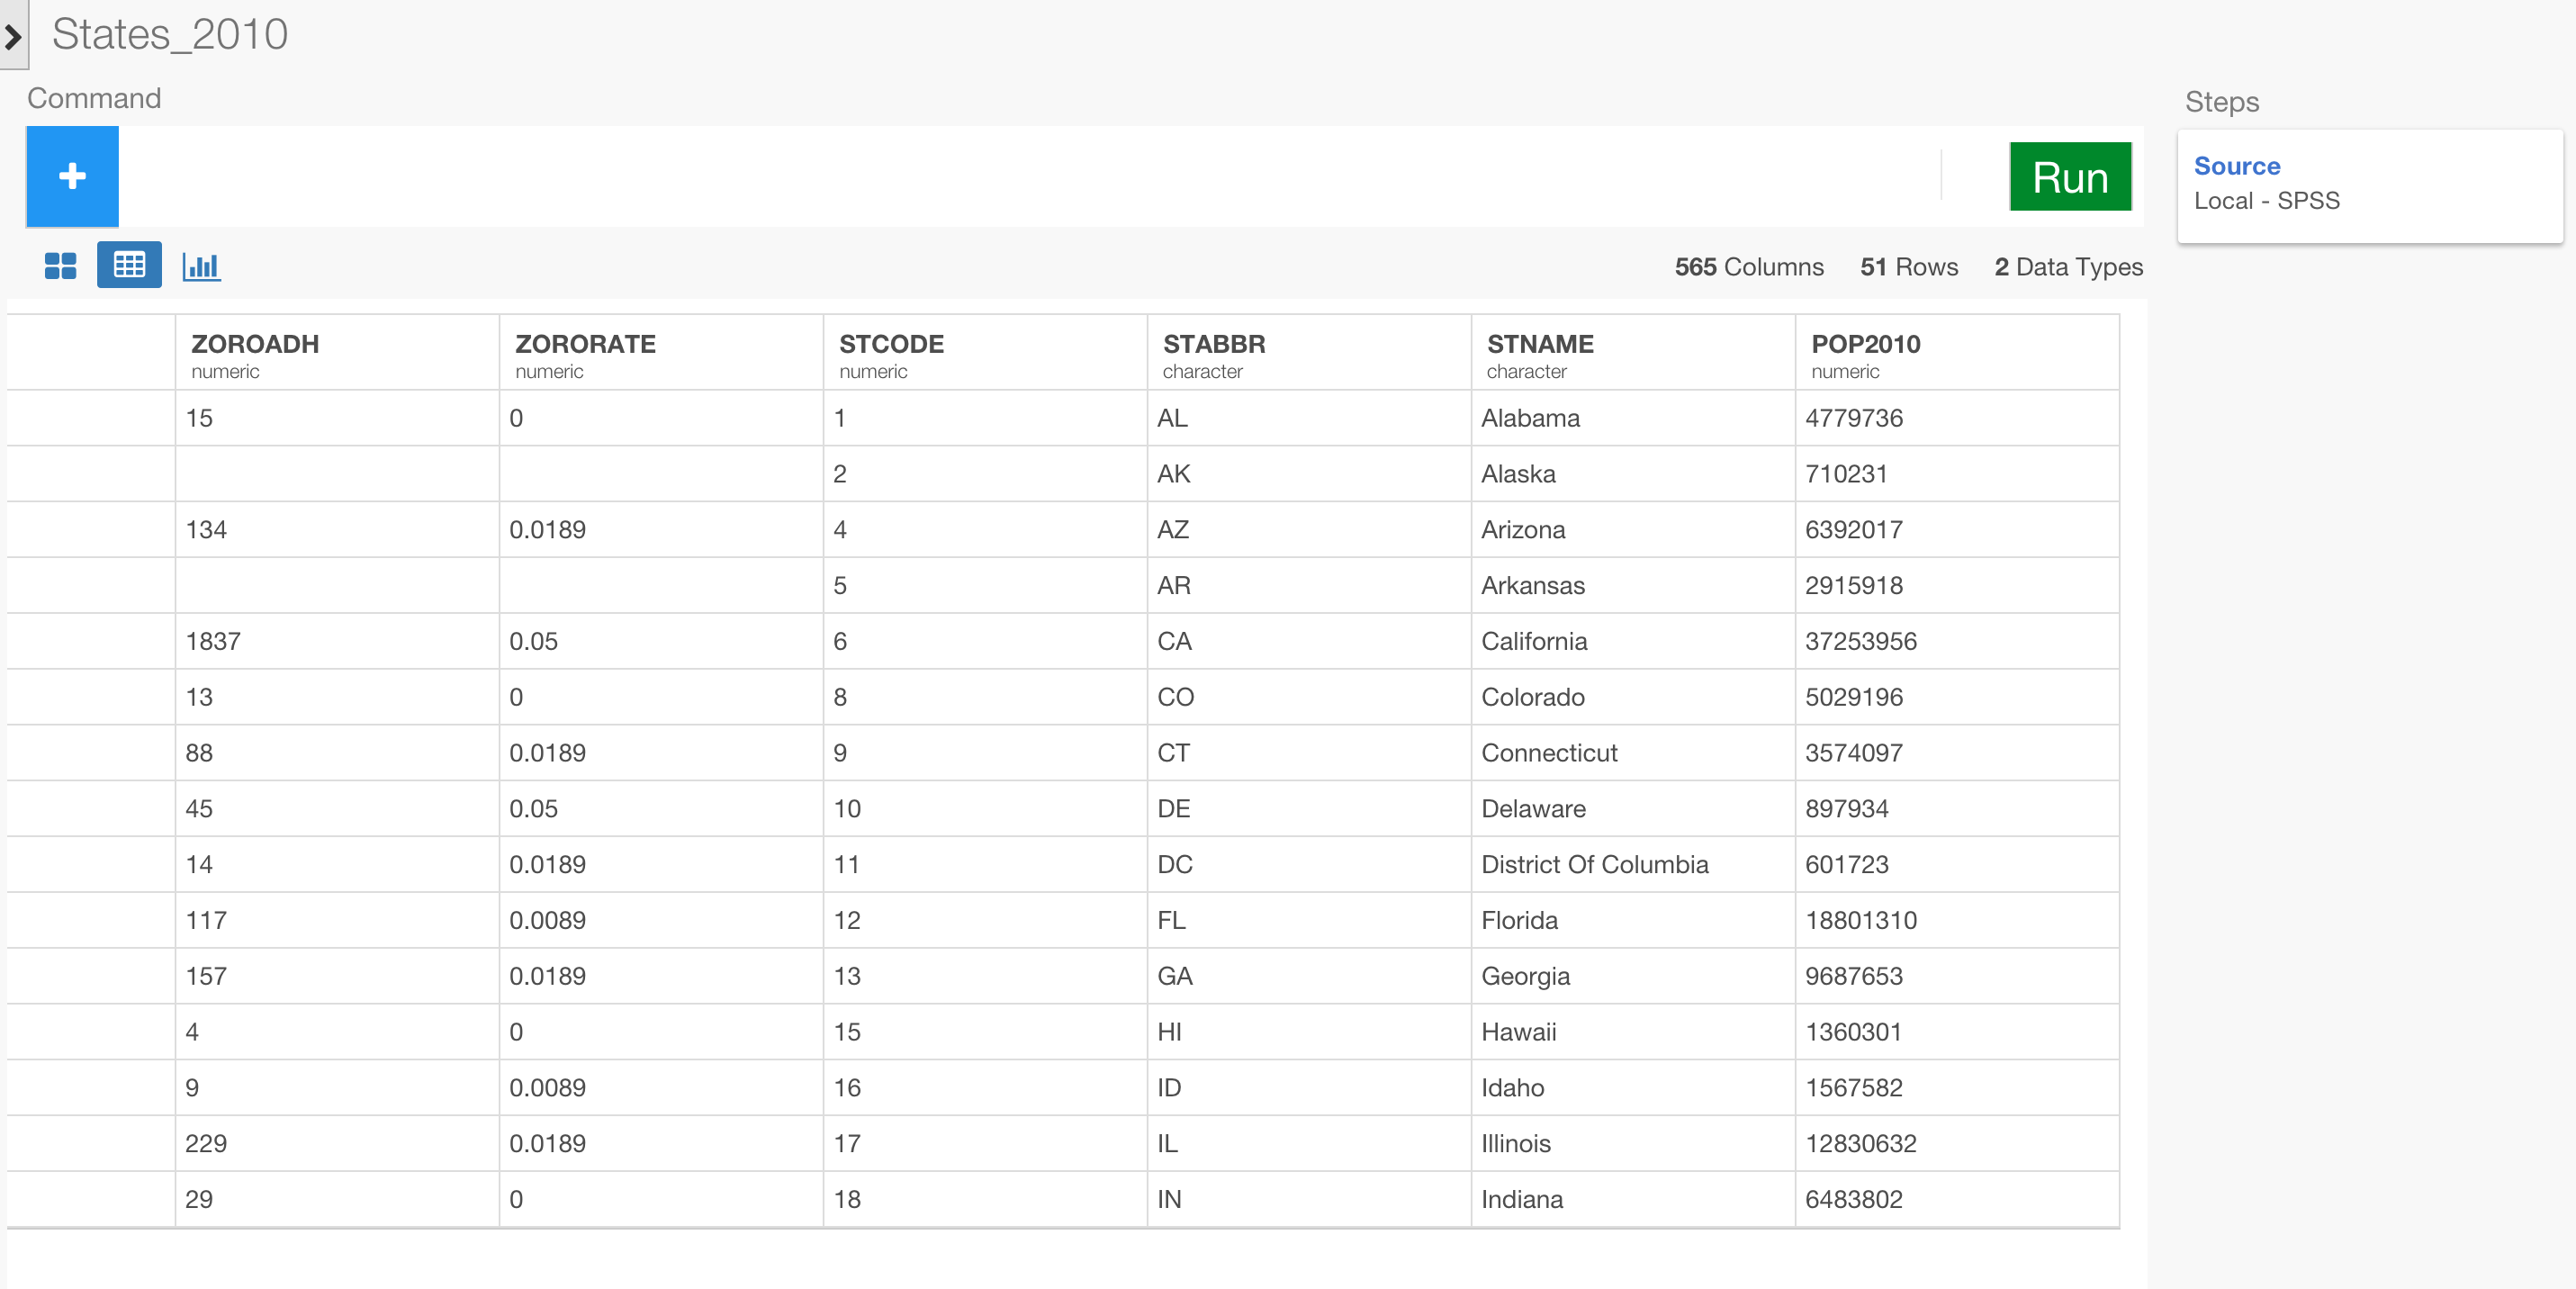 States_2010
Command
Steps
Run
Source
Local - SPSS
565 Columns 51 Rows 2 Data Types
ZOROADH ZORORATE STCODE STABBR STNAME POP2010
numeric numeric numeric character character numeric
15 0 1 AL Alabama 4779736
2 AK Alaska 710231
134 0.0189 4 AZ Arizona 6392017
5 AR Arkansas 2915918
1837 0.05 6 CA California 37253956
13 0 8 CO Colorado 5029196
88 0.0189 9 CT Connecticut 3574097
45 0.05 10 DE Delaware 897934
14 0.0189 11 DC District Of Columbia 601723
117 0.0089 12 FL Florida 18801310
157 0.0189 13 GA Georgia 9687653
4 0 15 HI Hawaii 1360301
9 0.0089 16 ID Idaho 1567582
229 0.0189 17 IL Illinois 12830632
29 0 18 IN Indiana 6483802